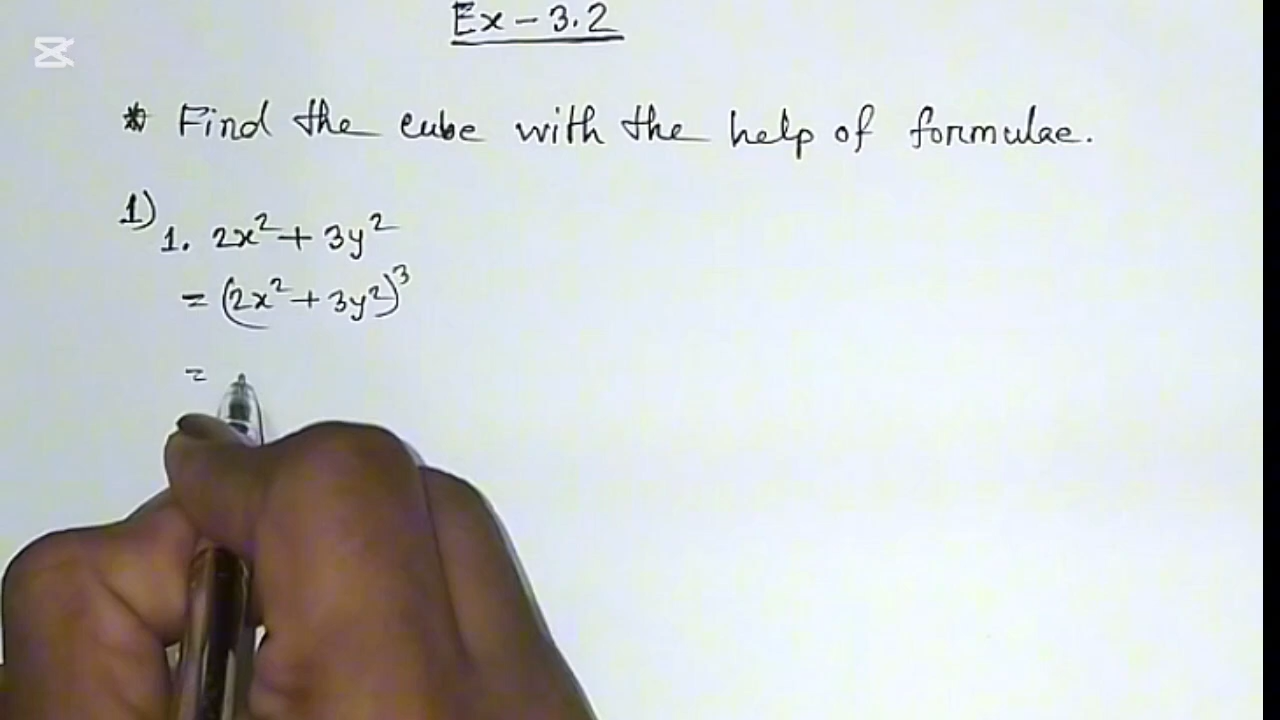 Ex - 3.2
* Find the cube with the help of formulae.
1)
1. 2x² + 3y²
= (2x² + 3y²)³
=